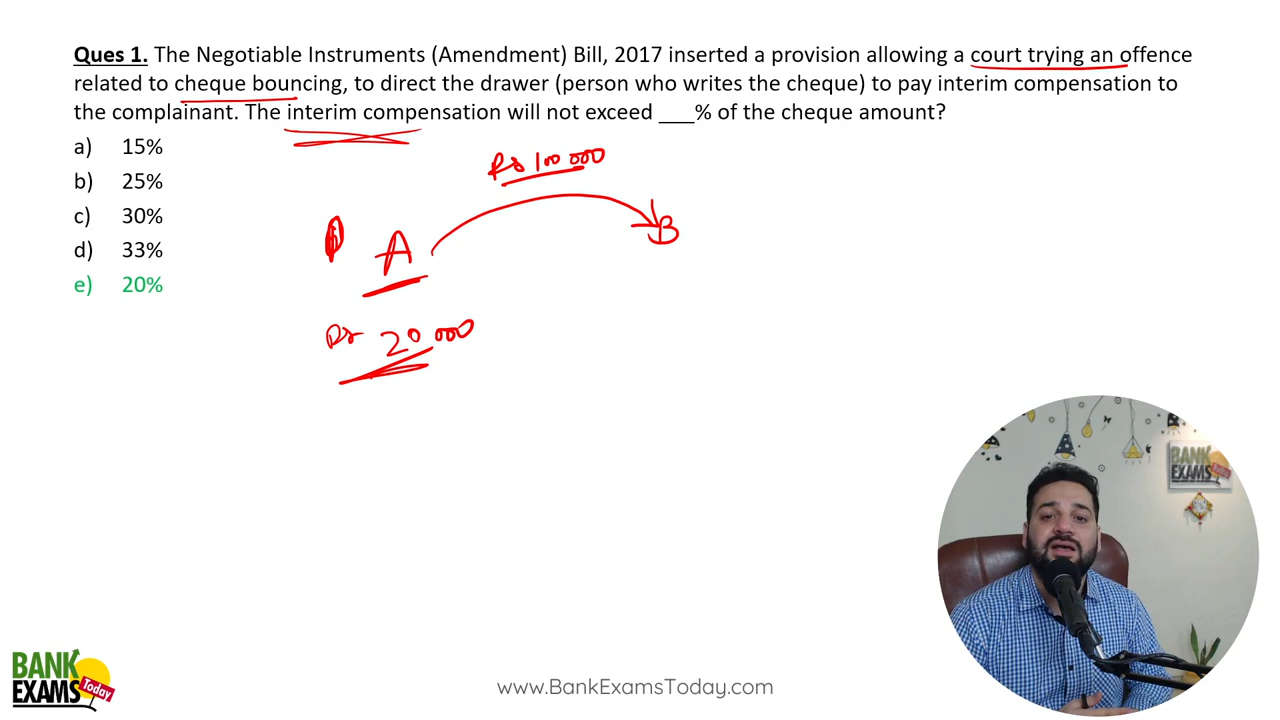 Ques 1. The Negotiable Instruments (Amendment) Bill, 2017 inserted a provision allowing a court trying an offence
related to cheque bouncing, to direct the drawer (person who writes the cheque) to pay interim compensation to
the complainant. The interim compensation will not exceed ___% of the cheque amount?
a) 15%
b) 25%
c) 30%
d) 33%
e) 20%
Rs 100 000
A
B
Rs 20 000
BANK
EXAMS
BANK
EXAMS
Today
www.BankExamsToday.com